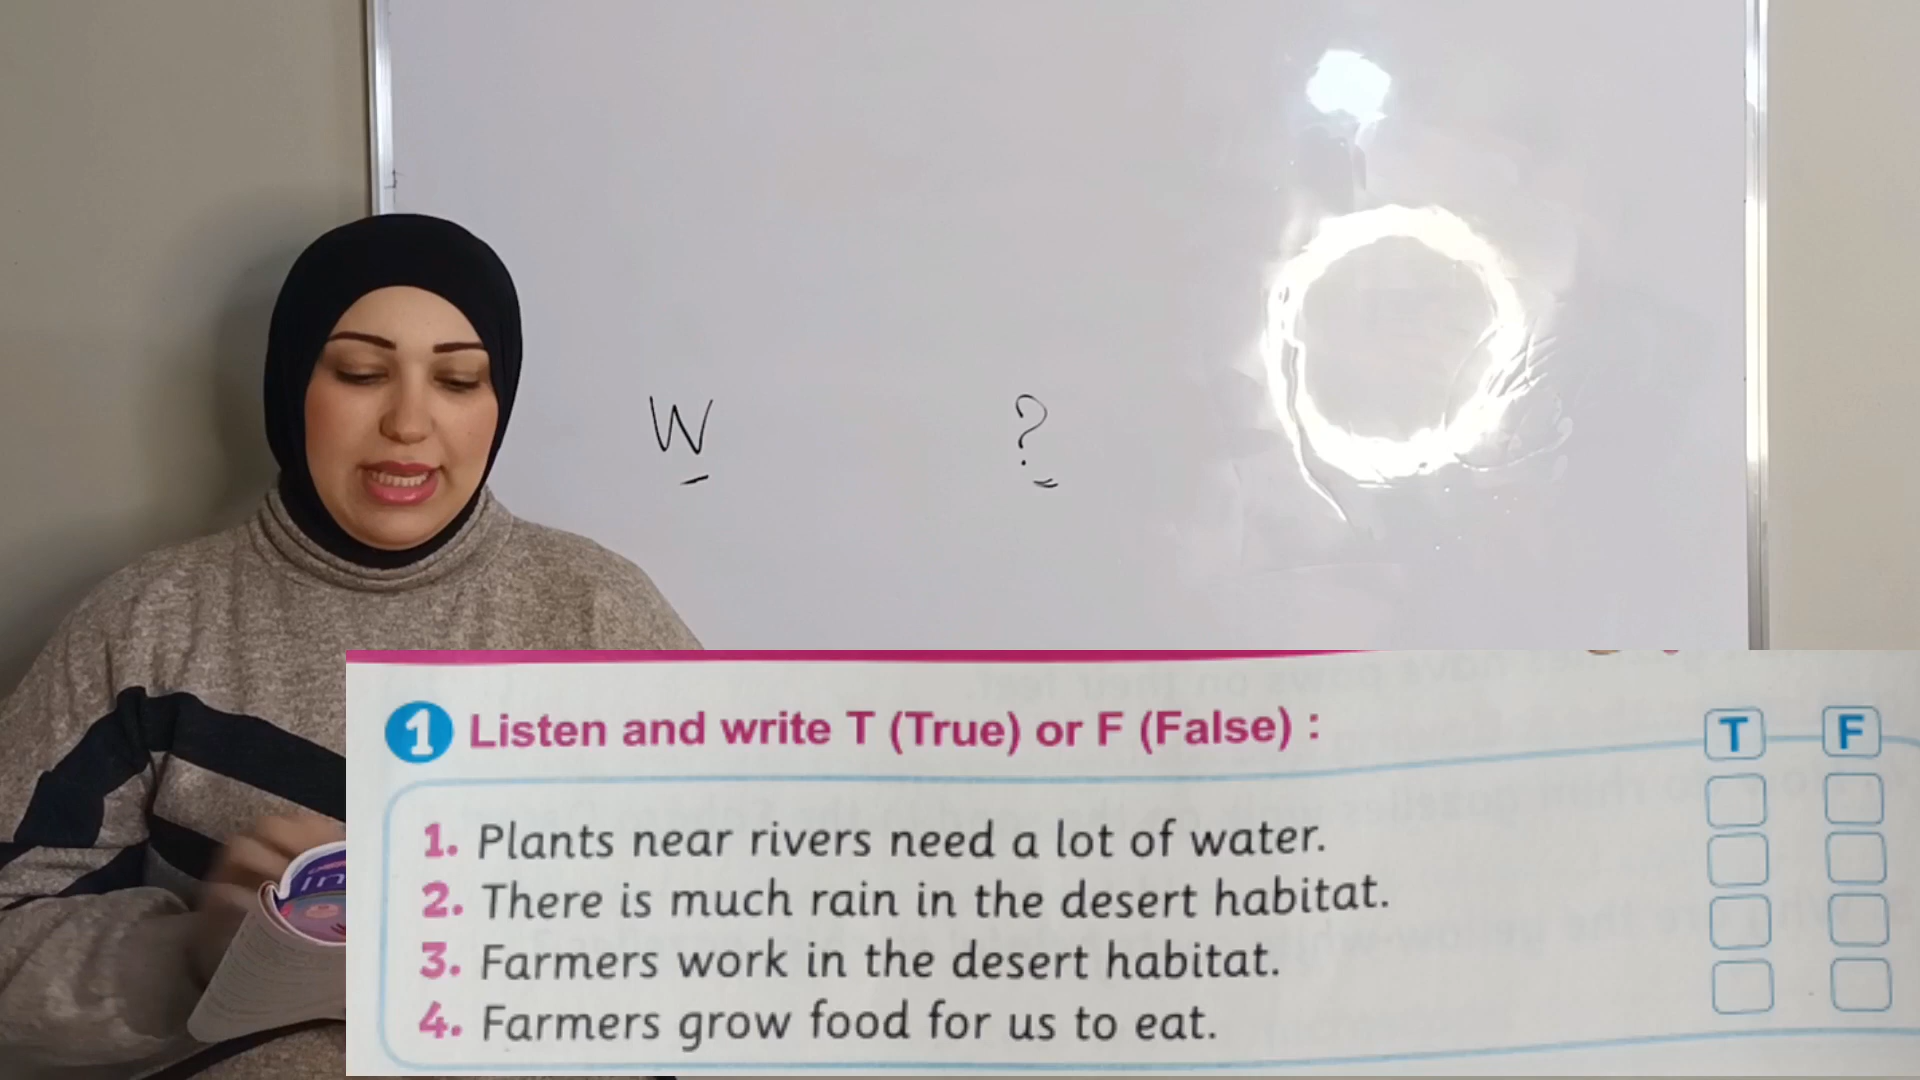 W ?
1 Listen and write T (True) or F (False) : T F
1. Plants near rivers need a lot of water.
2. There is much rain in the desert habitat.
3. Farmers work in the desert habitat.
4. Farmers grow food for us to eat.
in